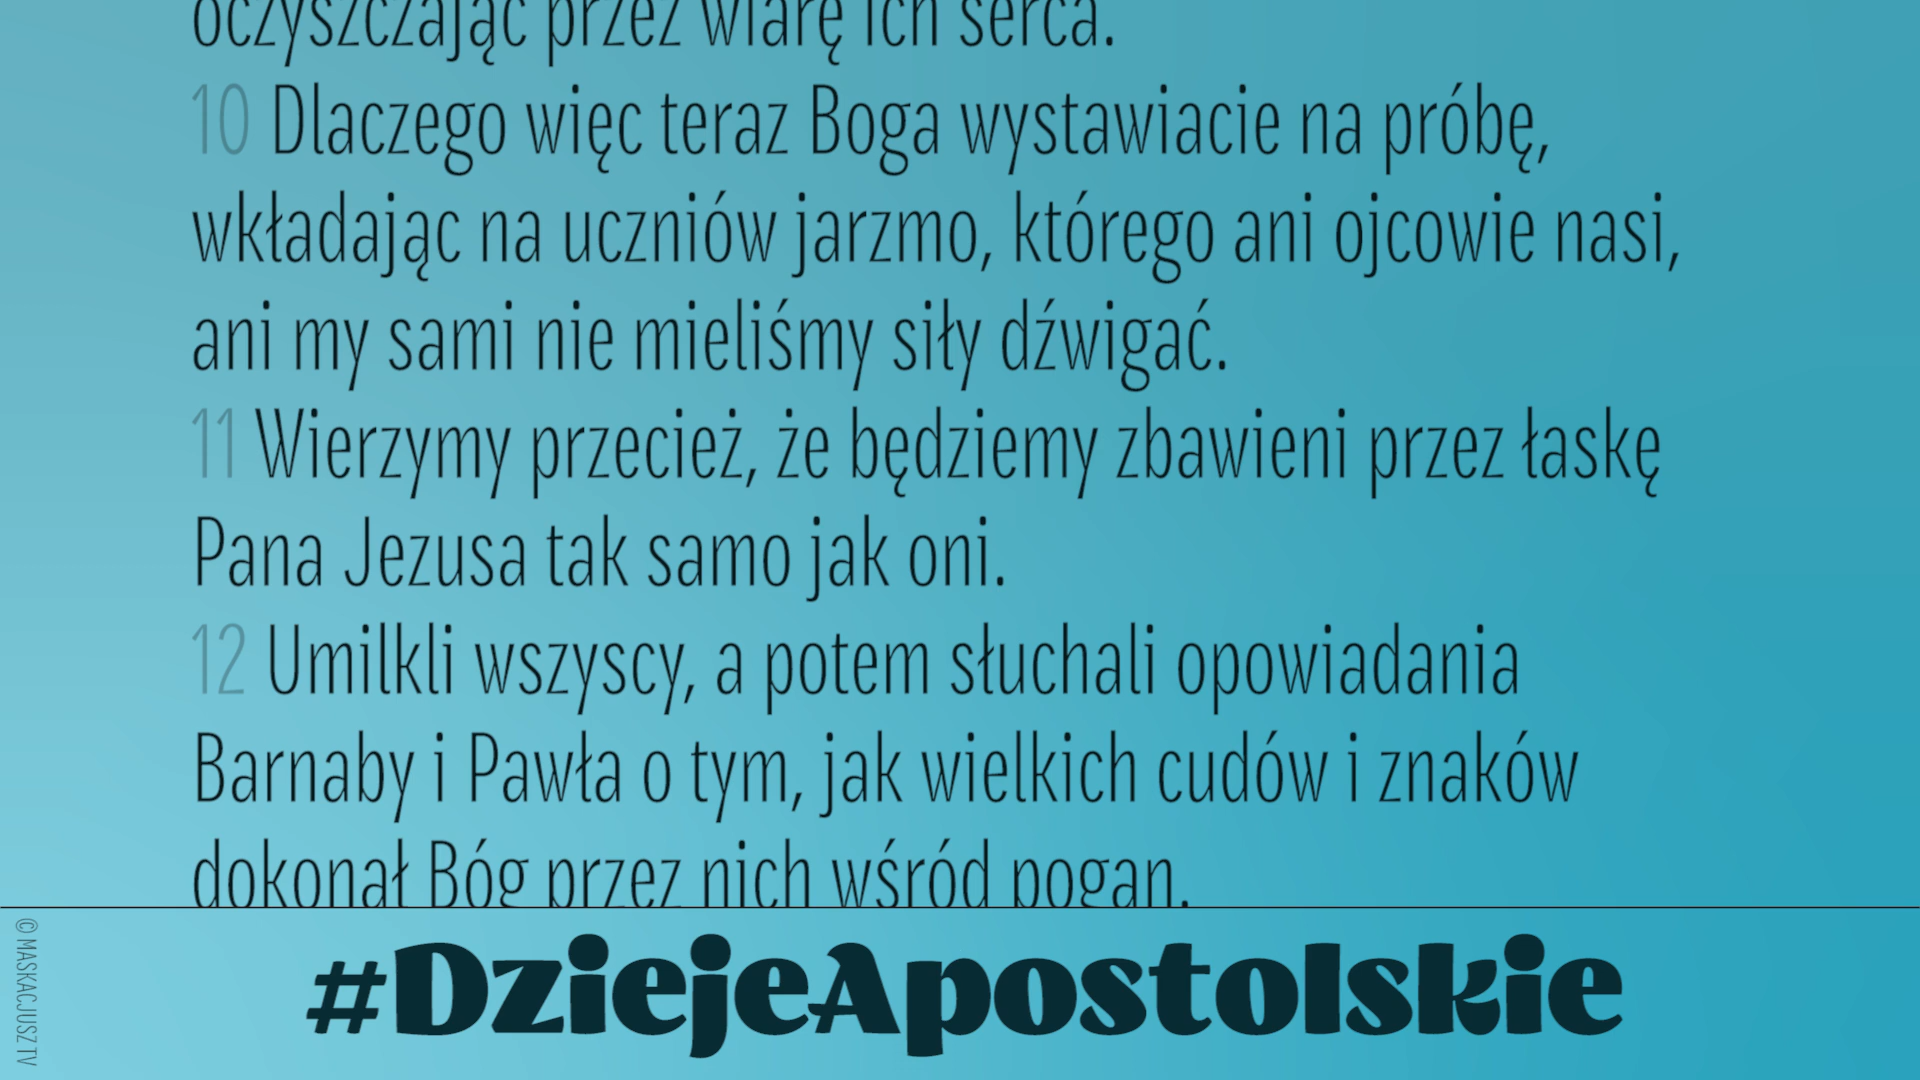 oczyszczając przez wiarę ich serca.
10 Dlaczego więc teraz Boga wystawiacie na próbę,
wkładając na uczniów jarzmo, którego ani ojcowie nasi,
ani my sami nie mieliśmy siły dźwigać.
11 Wierzymy przecież, że będziemy zbawieni przez łaskę
Pana Jezusa tak samo jak oni.
12 Umilkli wszyscy, a potem słuchali opowiadania
Barnaby i Pawła o tym, jak wielkich cudów i znaków
dokonał Bóg przez nich wśród pogan.
#DziejeApostolskie
© MASKACJUSZ TV